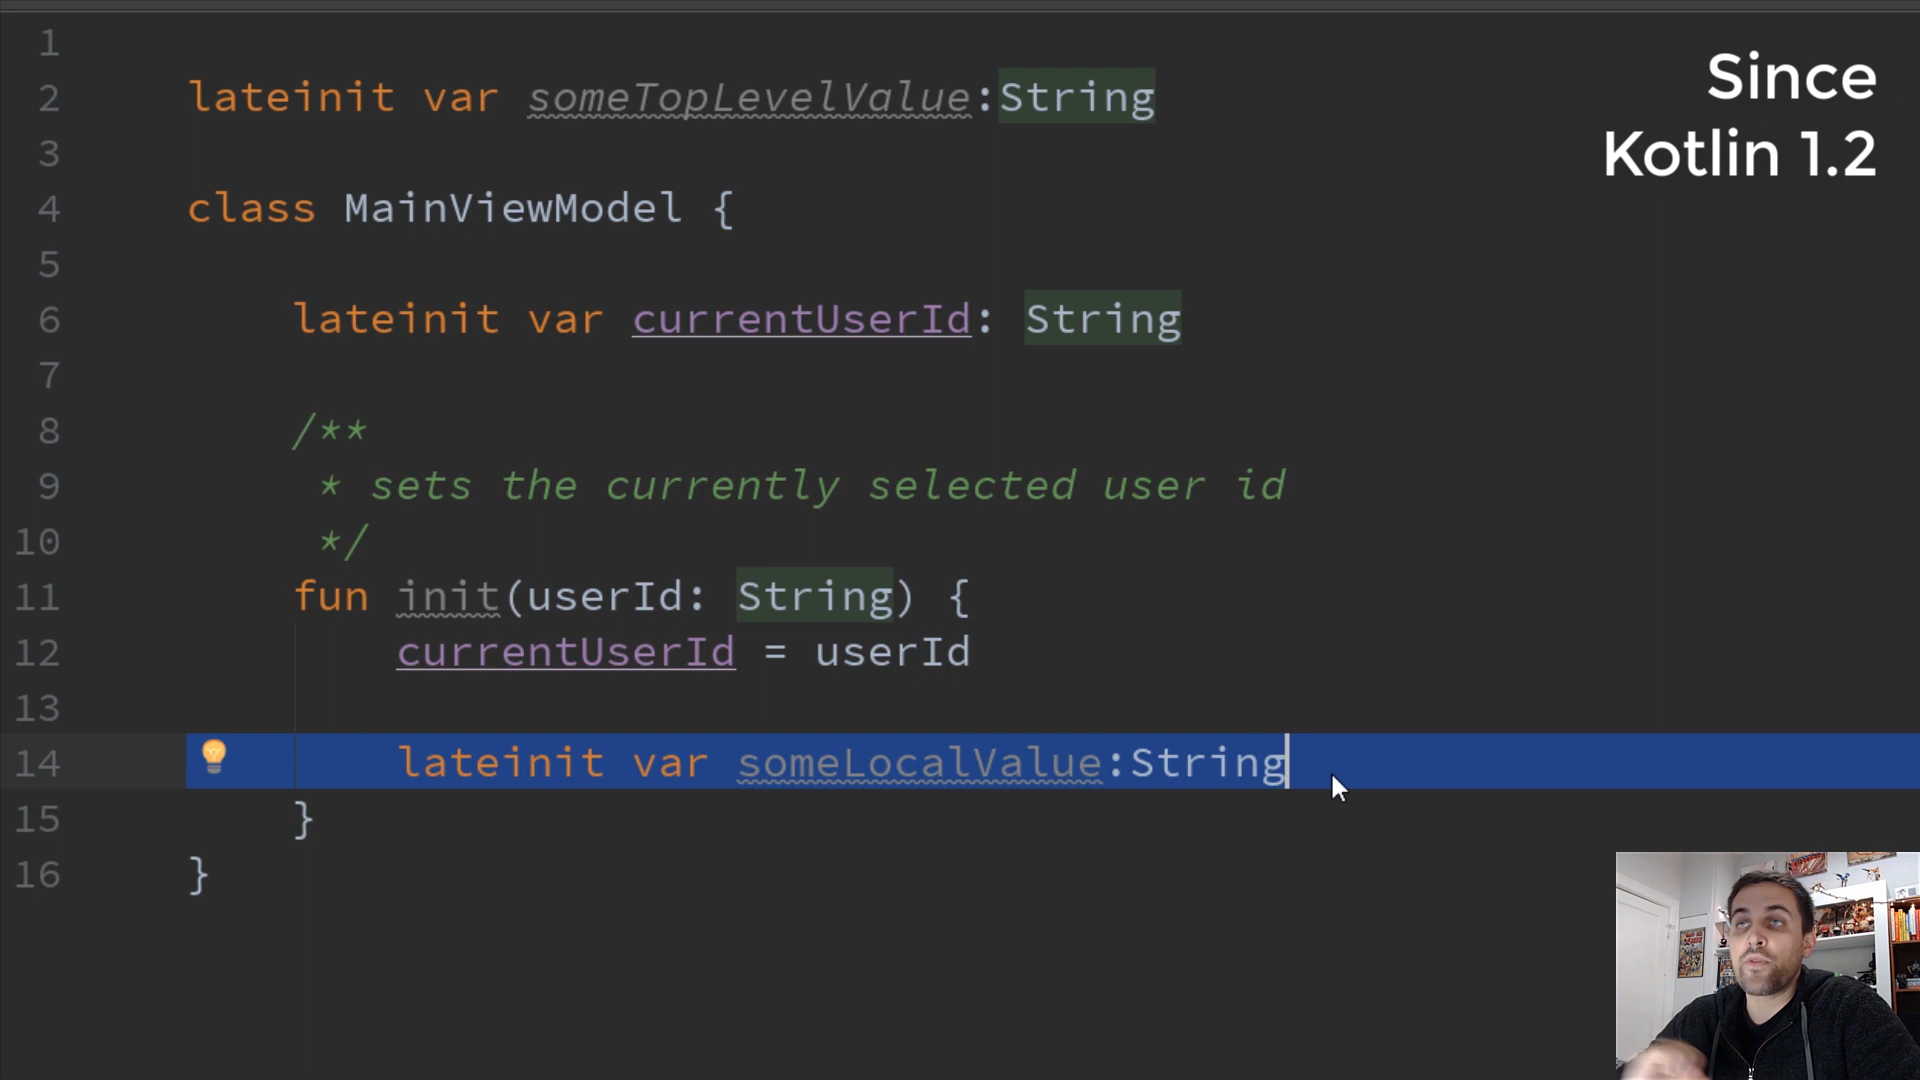 1
2 lateinit var someTopLevelValue:String
3
4 class MainViewModel {
5
6 lateinit var currentUserId: String
7
8 /**
9 * sets the currently selected user id
10 */
11 fun init(userId: String) {
12 currentUserId = userId
13
14 lateinit var someLocalValue:String
15 }
16 }
Since
Kotlin 1.2